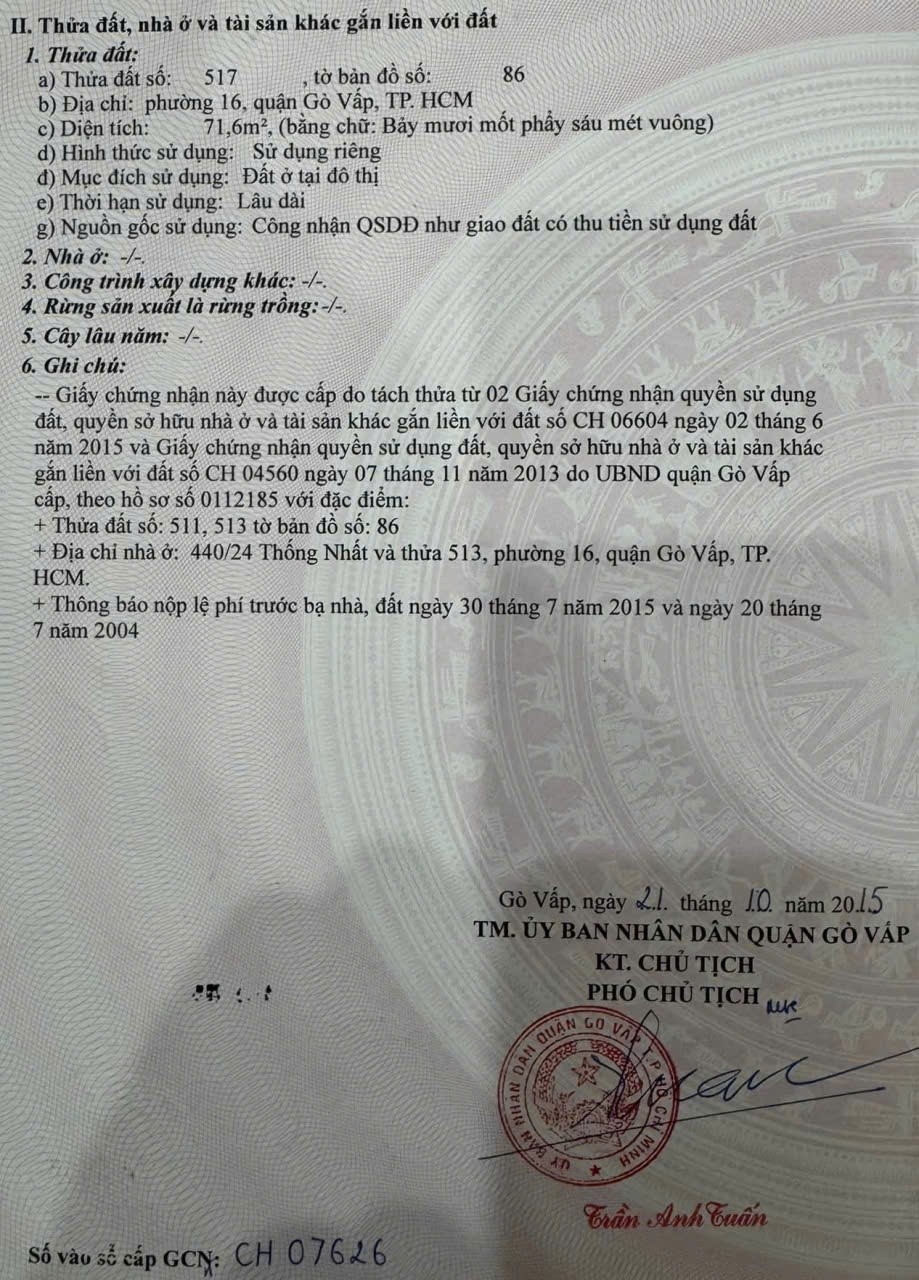 II. Thửa đất, nhà ở và tài sản khác gắn liền với đất
1. Thửa đất:
a) Thửa đất số: 517 , tờ bản đồ số: 86
b) Địa chỉ: phường 16, quận Gò Vấp, TP. HCM
c) Diện tích: 71,6m², (bằng chữ: Bảy mươi mốt phẩy sáu mét vuông)
d) Hình thức sử dụng: Sử dụng riêng
đ) Mục đích sử dụng: Đất ở tại đô thị
e) Thời hạn sử dụng: Lâu dài
g) Nguồn gốc sử dụng: Công nhận QSDĐ như giao đất có thu tiền sử dụng đất
2. Nhà ở: -/-.
3. Công trình xây dựng khác: -/-.
4. Rừng sản xuất là rừng trồng: -/-.
5. Cây lâu năm: -/-.
6. Ghi chú:
-- Giấy chứng nhận này được cấp do tách thửa từ 02 Giấy chứng nhận quyền sử dụng
đất, quyền sở hữu nhà ở và tài sản khác gắn liền với đất số CH 06604 ngày 02 tháng 6
năm 2015 và Giấy chứng nhận quyền sử dụng đất, quyền sở hữu nhà ở và tài sản khác
gắn liền với đất số CH 04560 ngày 07 tháng 11 năm 2013 do UBND quận Gò Vấp
cấp, theo hồ sơ số 0112185 với đặc điểm:
+ Thửa đất số: 511, 513 tờ bản đồ số: 86
+ Địa chỉ nhà ở: 440/24 Thống Nhất và thửa 513, phường 16, quận Gò Vấp, TP.
HCM.
+ Thông báo nộp lệ phí trước bạ nhà, đất ngày 30 tháng 7 năm 2015 và ngày 20 tháng
7 năm 2004
Gò Vấp, ngày 21 tháng 10 năm 2015
TM. ỦY BAN NHÂN DÂN QUẬN GÒ VẤP
KT. CHỦ TỊCH
PHÓ CHỦ TỊCH
ỦY BAN NHÂN DÂN QUẬN GÒ VẤP T.P HỒ CHÍ MINH
Trần Anh Tuấn
Số vào sổ cấp GCN: CH 07626